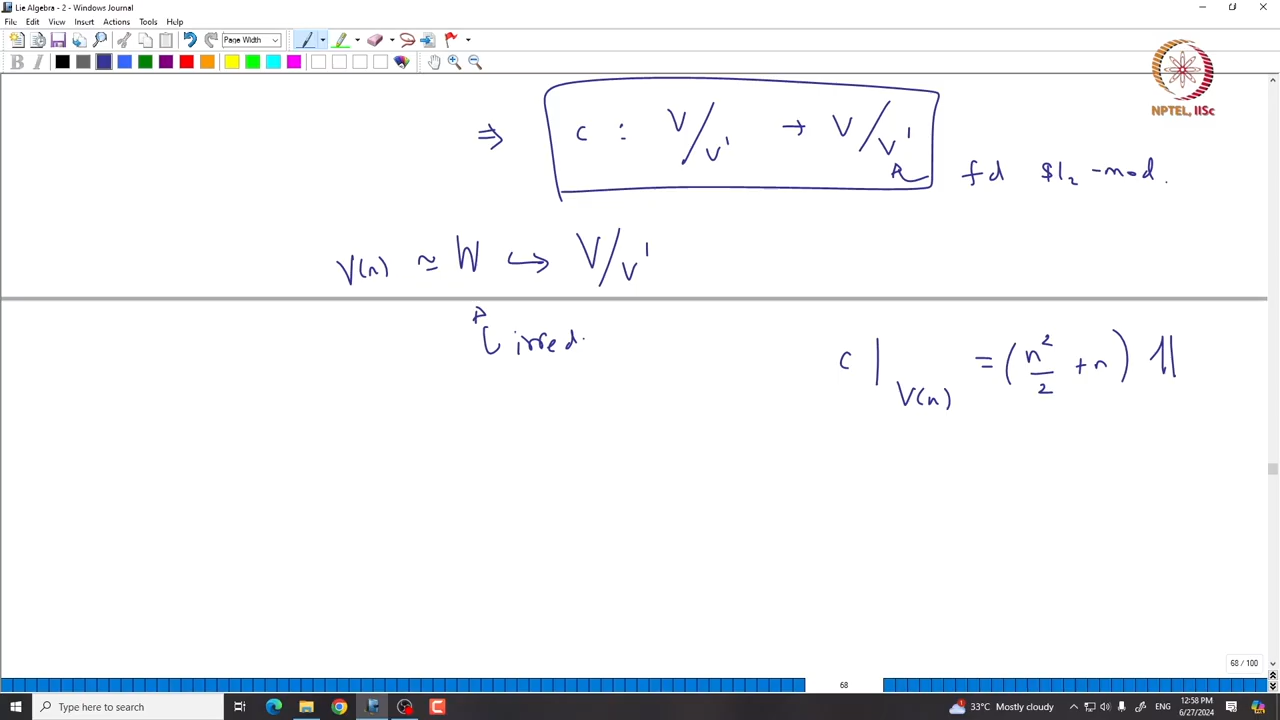 Lie Algebra - 2 - Windows Journal
File Edit View Insert Actions Tools Help
Page Width
B I
NPTEL, IISc
⇒ c : V/V' → V/V'
fd $l₂ -mod.
V(n) ≃ W ↪ V/V'
irred.
c |_V(n) = (n²/2 + n) 1
68 / 100
68
Type here to search
33°C Mostly cloudy
12:58 PM
6/27/2024